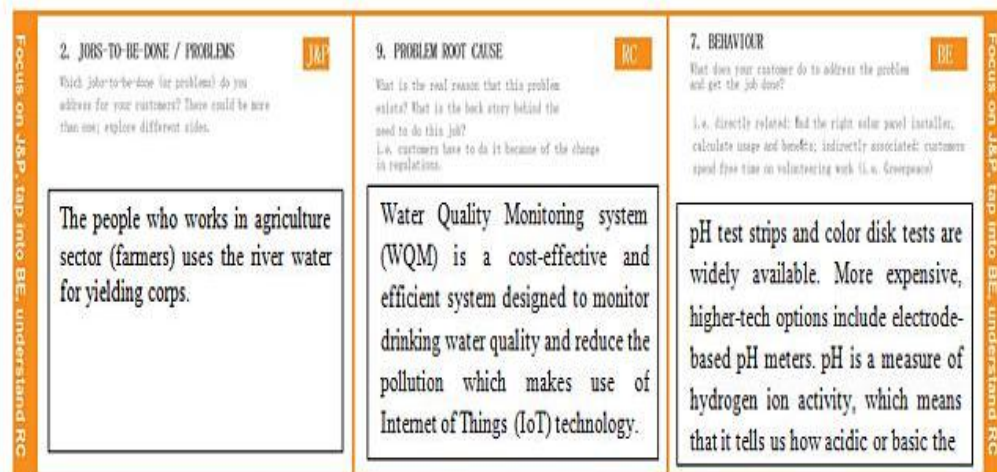 Focus on J&P, tap into BE, understand RC
2. JOBS-TO-BE-DONE / PROBLEMS
J&P
Which jobs-to-be-done (or problems) do you
address for your customers? There could be more
than one; explore different sides.
The people who works in agriculture
sector (farmers) uses the river water
for yielding corps.
9. PROBLEM ROOT CAUSE
RC
What is the real reason that this problem
exists? What is the back story behind the
need to do this job?
i.e. customers have to do it because of the change
in regulations.
Water Quality Monitoring system
(WQM) is a cost-effective and
efficient system designed to monitor
drinking water quality and reduce the
pollution which makes use of
Internet of Things (IoT) technology.
7. BEHAVIOUR
BE
What does your customer do to address the problem
and get the job done?
i.e. directly related: find the right solar panel installer,
calculate usage and benefits; indirectly associated: customers
spend free time on volunteering work (i.e. Greenpeace)
pH test strips and color disk tests are
widely available. More expensive,
higher-tech options include electrode-
based pH meters. pH is a measure of
hydrogen ion activity, which means
that it tells us how acidic or basic the
Focus on J&P, tap into BE, understand RC